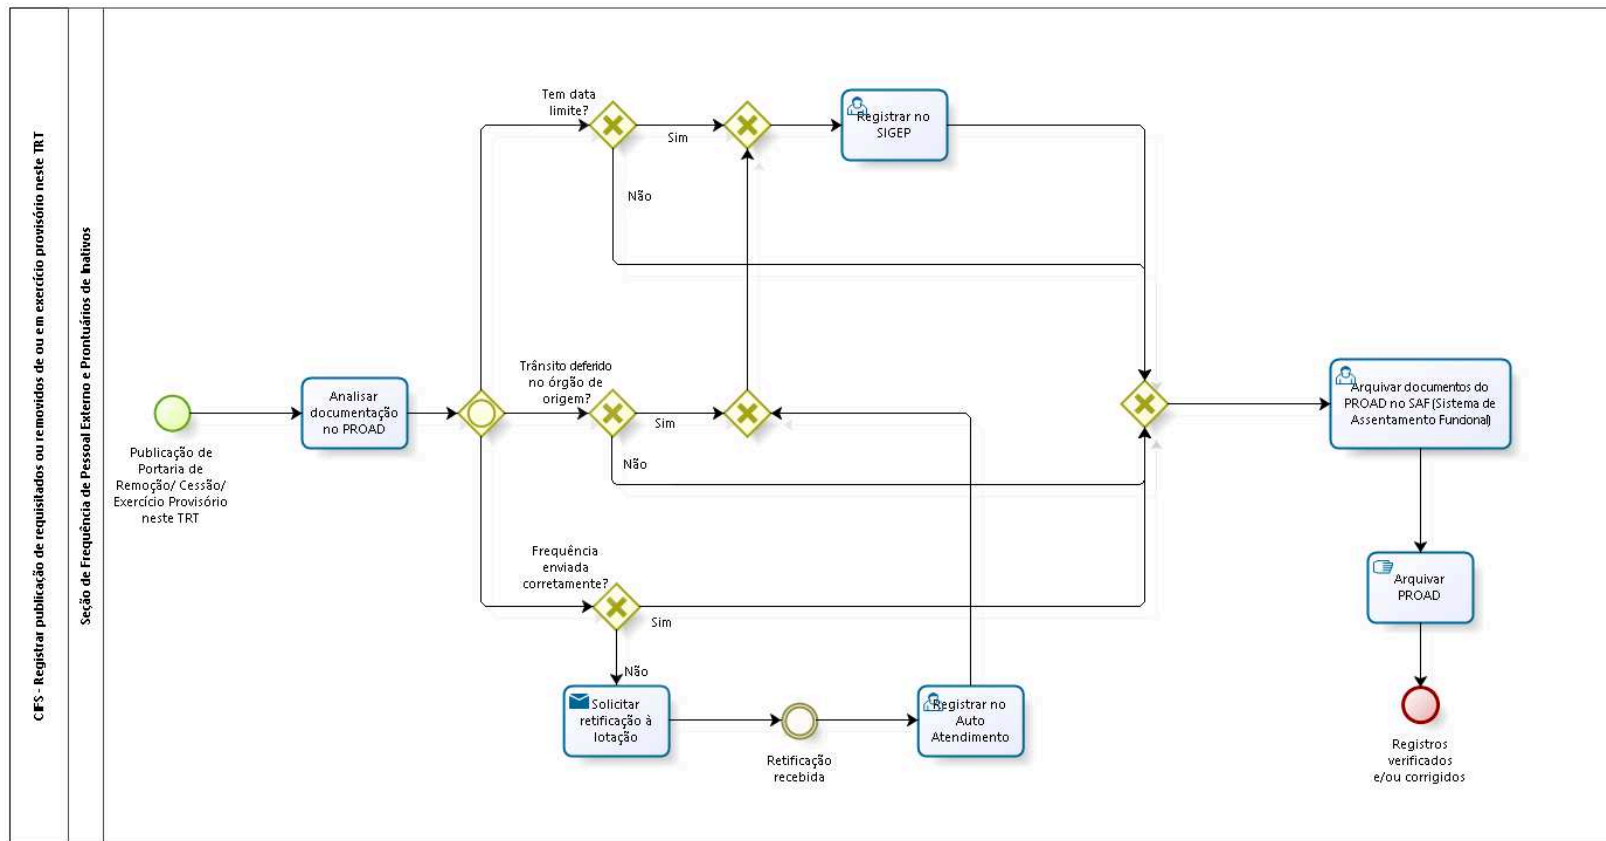 CIFS - Registrar publicação de requisitados ou removidos de ou em exercício provisório neste TRT
Seção de Frequência de Pessoal Externo e Prontuários de Inativos
Publicação de
Portaria de
Remoção/ Cessão/
Exercício Provisório
neste TRT
Analisar
documentação
no PROAD
Tem data
limite?
Sim
Não
Registrar no
SIGEP
Trânsito deferido
no órgão de
origem?
Sim
Não
Frequência
enviada
corretamente?
Sim
Não
Solicitar
retificação à
lotação
Retificação
recebida
Registrar no
Auto
Atendimento
Arquivar documentos do
PROAD no SAF (Sistema de
Assentamento Funcional)
Arquivar
PROAD
Registros
verificados
e/ou corrigidos